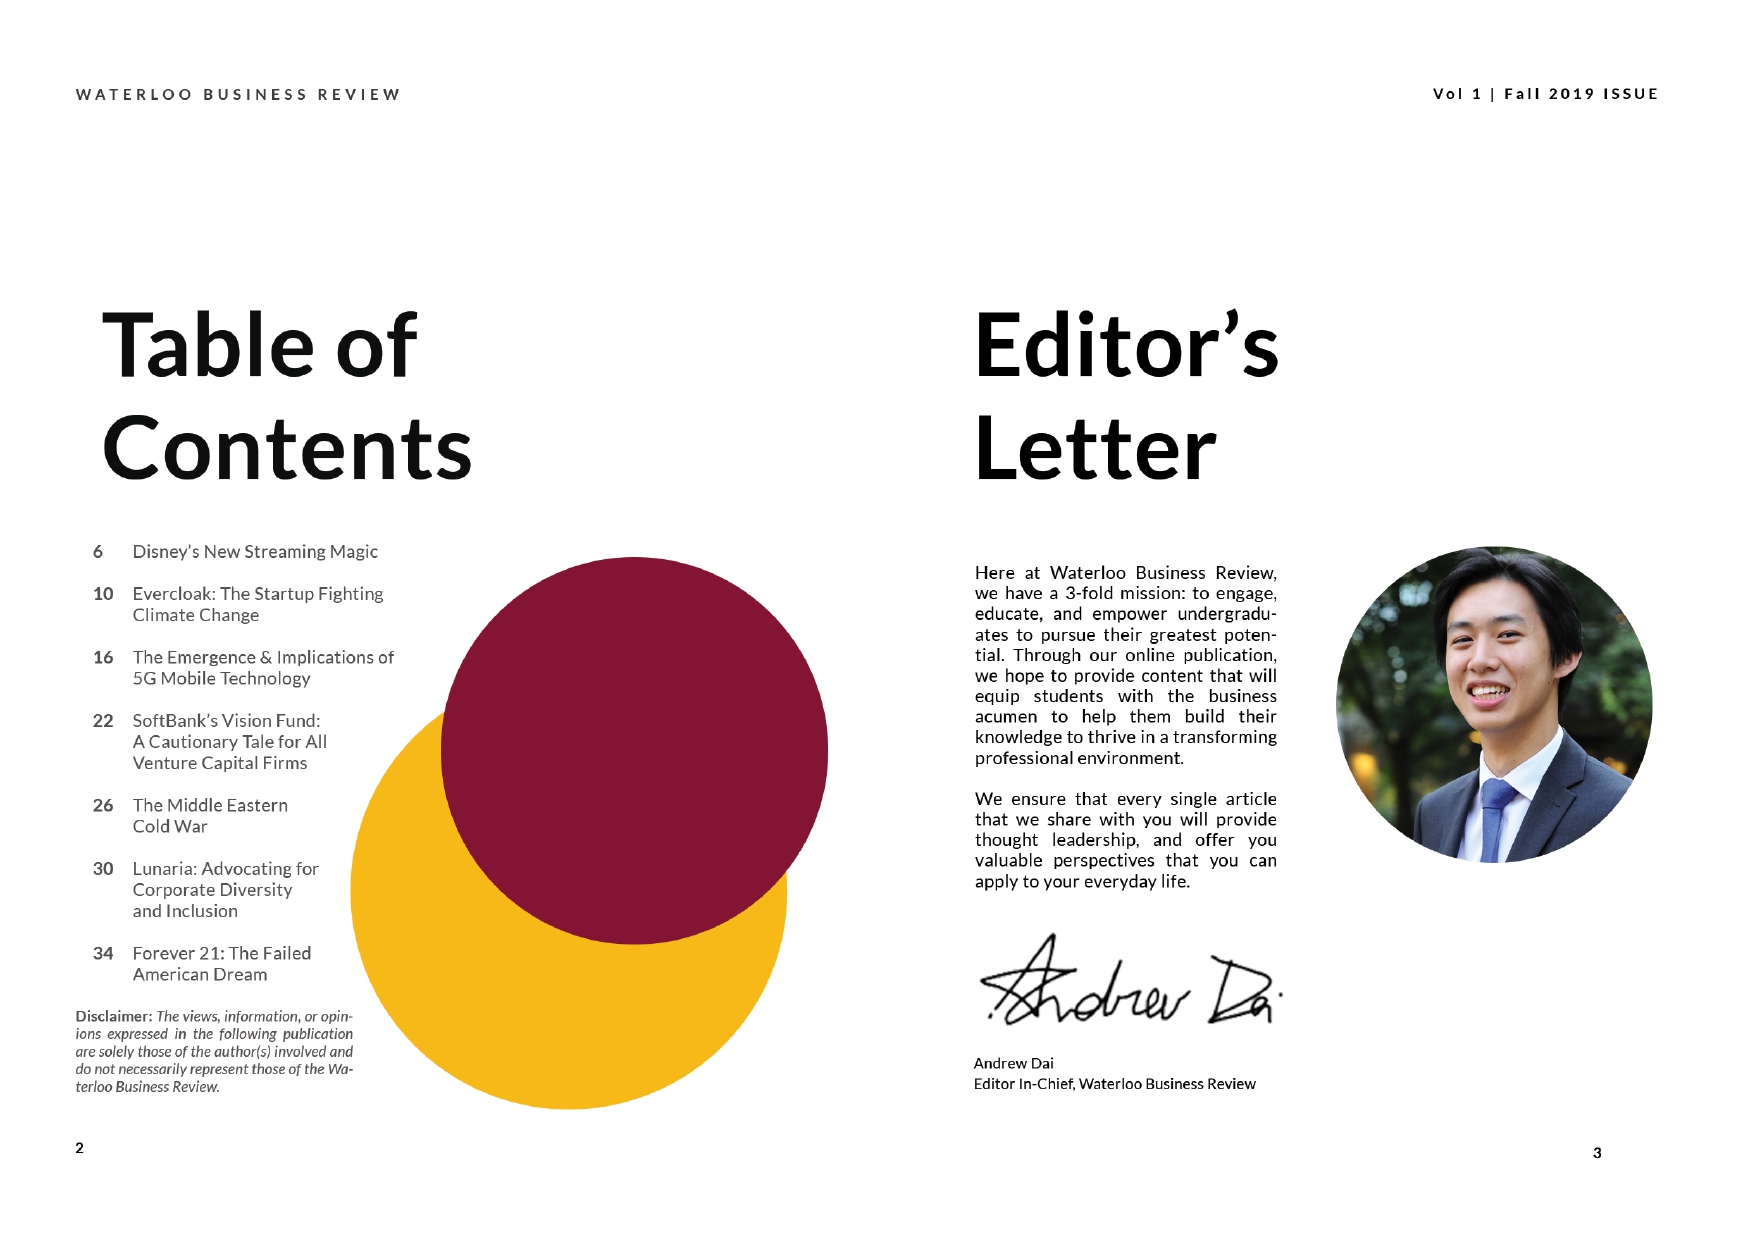 WATERLOO BUSINESS REVIEW
Vol 1 | Fall 2019 ISSUE
Table of
Contents
6 Disney’s New Streaming Magic
10 Evercloak: The Startup Fighting
Climate Change
16 The Emergence & Implications of
5G Mobile Technology
22 SoftBank’s Vision Fund:
A Cautionary Tale for All
Venture Capital Firms
26 The Middle Eastern
Cold War
30 Lunaria: Advocating for
Corporate Diversity
and Inclusion
34 Forever 21: The Failed
American Dream
Disclaimer: The views, information, or opin-
ions expressed in the following publication
are solely those of the author(s) involved and
do not necessarily represent those of the Wa-
terloo Business Review.
2
Editor’s
Letter
Here at Waterloo Business Review,
we have a 3-fold mission: to engage,
educate, and empower undergradu-
ates to pursue their greatest poten-
tial. Through our online publication,
we hope to provide content that will
equip students with the business
acumen to help them build their
knowledge to thrive in a transforming
professional environment.
We ensure that every single article
that we share with you will provide
thought leadership, and offer you
valuable perspectives that you can
apply to your everyday life.
Andrew Dai
Andrew Dai
Editor In-Chief, Waterloo Business Review
3